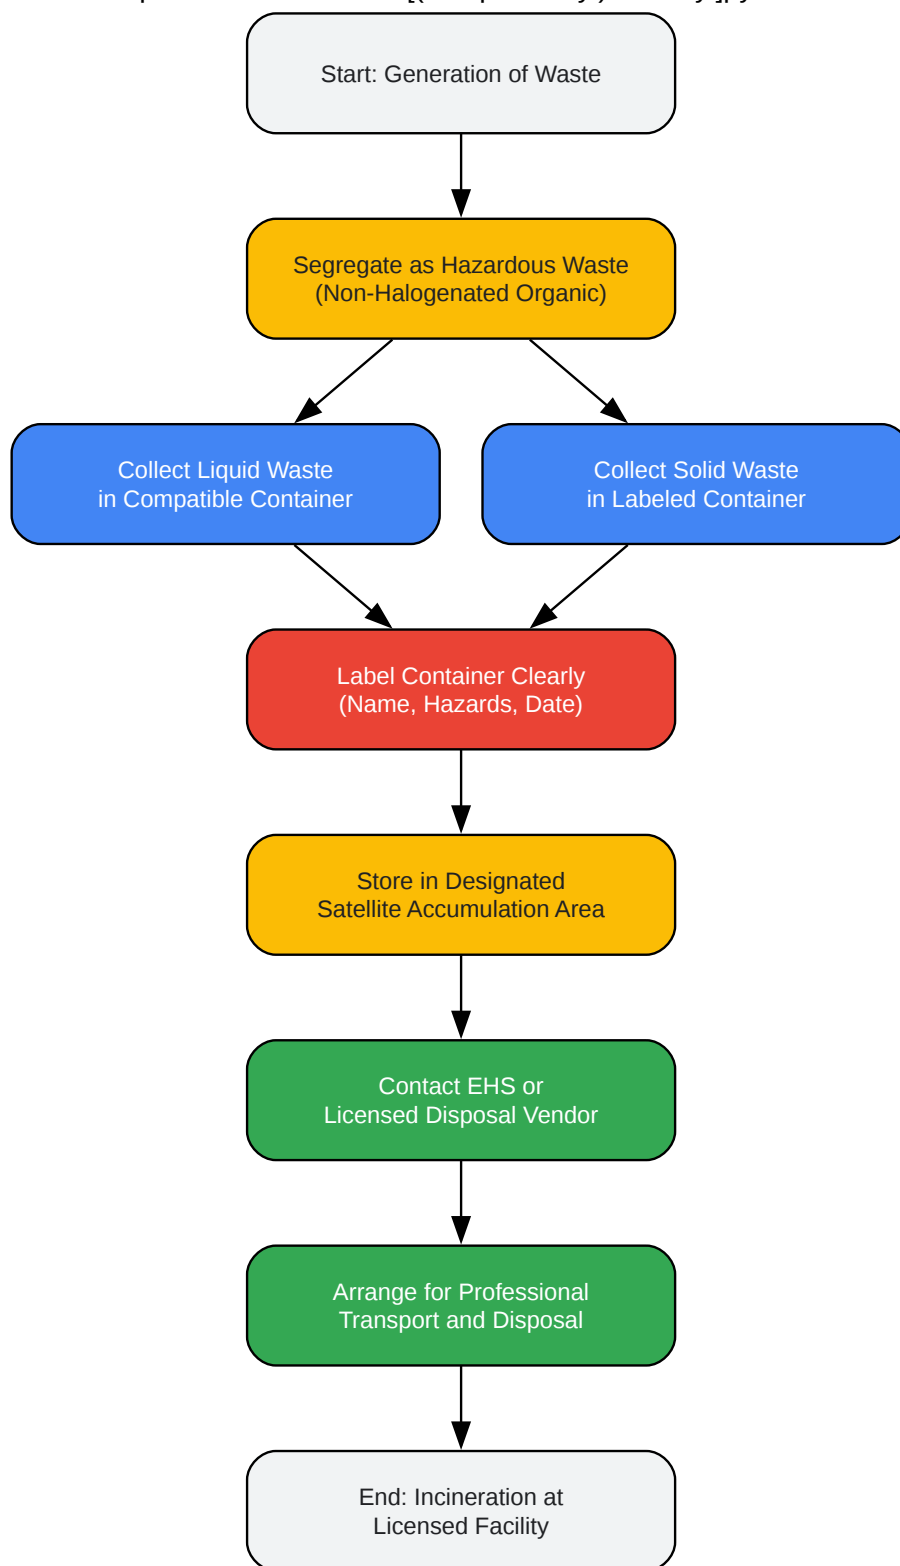 Start: Generation of Waste
Segregate as Hazardous Waste
(Non-Halogenated Organic)
Collect Liquid Waste
in Compatible Container
Collect Solid Waste
in Labeled Container
Label Container Clearly
(Name, Hazards, Date)
Store in Designated
Satellite Accumulation Area
Contact EHS or
Licensed Disposal Vendor
Arrange for Professional
Transport and Disposal
End: Incineration at
Licensed Facility